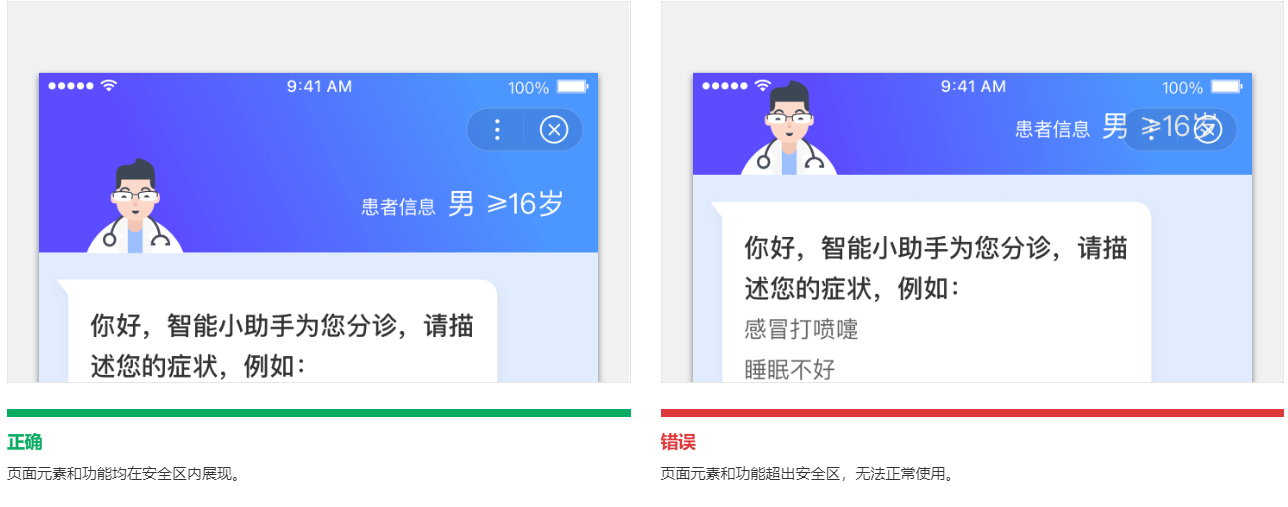 9:41 AM
100%
患者信息 男 ≥16岁
你好，智能小助手为您分诊，请描
述您的症状，例如：
正确
页面元素和功能均在安全区内展现。
9:41 AM
100%
患者信息 男 ≥16岁
你好，智能小助手为您分诊，请描
述您的症状，例如：
感冒打喷嚏
睡眠不好
错误
页面元素和功能超出安全区，无法正常使用。